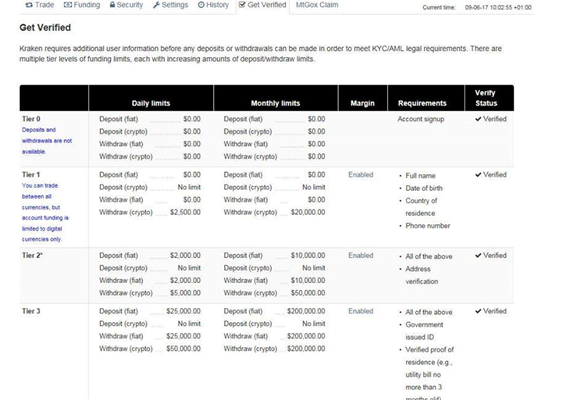 Trade Funding Security Settings History Get Verified MtGox Claim Current time: 09-06-17 10:02:55 +01:00
Get Verified
Kraken requires additional user information before any deposits or withdrawals can be made in order to meet KYC/AML legal requirements. There are
multiple tier levels of funding limits, each with increasing amounts of deposit/withdraw limits.
Daily limits Monthly limits Margin Requirements Verify
Status
Tier 0 Deposit (fiat) $0.00 Deposit (fiat) $0.00 Account signup Verified
Deposits and Deposit (crypto) $0.00 Deposit (crypto) $0.00
withdrawals are not Withdraw (fiat) $0.00 Withdraw (fiat) $0.00
available. Withdraw (crypto) $0.00 Withdraw (crypto) $0.00
Tier 1 Deposit (fiat) $0.00 Deposit (fiat) $0.00 Enabled • Full name Verified
You can trade Deposit (crypto) No limit Deposit (crypto) No limit • Date of birth
between all Withdraw (fiat) $0.00 Withdraw (fiat) $0.00 • Country of
currencies, but Withdraw (crypto) $2,500.00 Withdraw (crypto) $20,000.00 residence
account funding is • Phone number
limited to digital
currencies only.
Tier 2* Deposit (fiat) $2,000.00 Deposit (fiat) $10,000.00 Enabled • All of the above Verified
Deposit (crypto) No limit Deposit (crypto) No limit • Address
Withdraw (fiat) $2,000.00 Withdraw (fiat) $10,000.00 verification
Withdraw (crypto) $5,000.00 Withdraw (crypto) $50,000.00
Tier 3 Deposit (fiat) $25,000.00 Deposit (fiat) $200,000.00 Enabled • All of the above Verified
Deposit (crypto) No limit Deposit (crypto) No limit • Government
Withdraw (fiat) $25,000.00 Withdraw (fiat) $200,000.00 issued ID
Withdraw (crypto) $50,000.00 Withdraw (crypto) $200,000.00 • Verified proof of
residence (e.g.,
utility bill no
more than 3
months old)